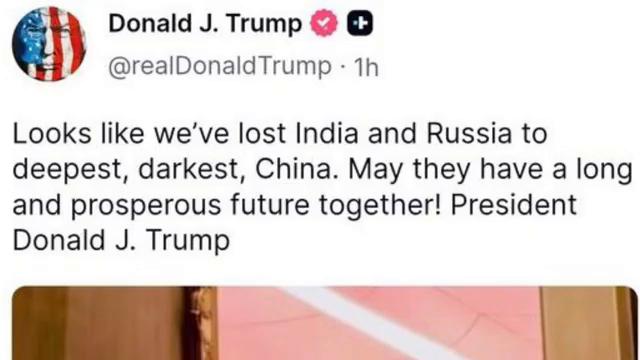 Donald J. Trump
@realDonaldTrump · 1h
Looks like we’ve lost India and Russia to
deepest, darkest, China. May they have a long
and prosperous future together! President
Donald J. Trump